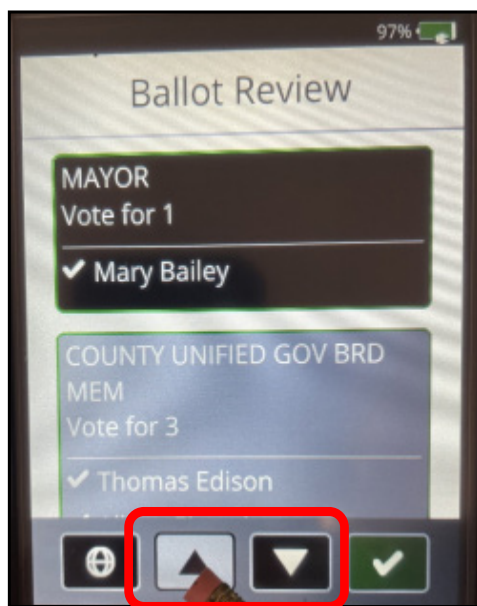 97%
Ballot Review
MAYOR
Vote for 1
✓ Mary Bailey
COUNTY UNIFIED GOV BRD
MEM
Vote for 3
✓ Thomas Edison